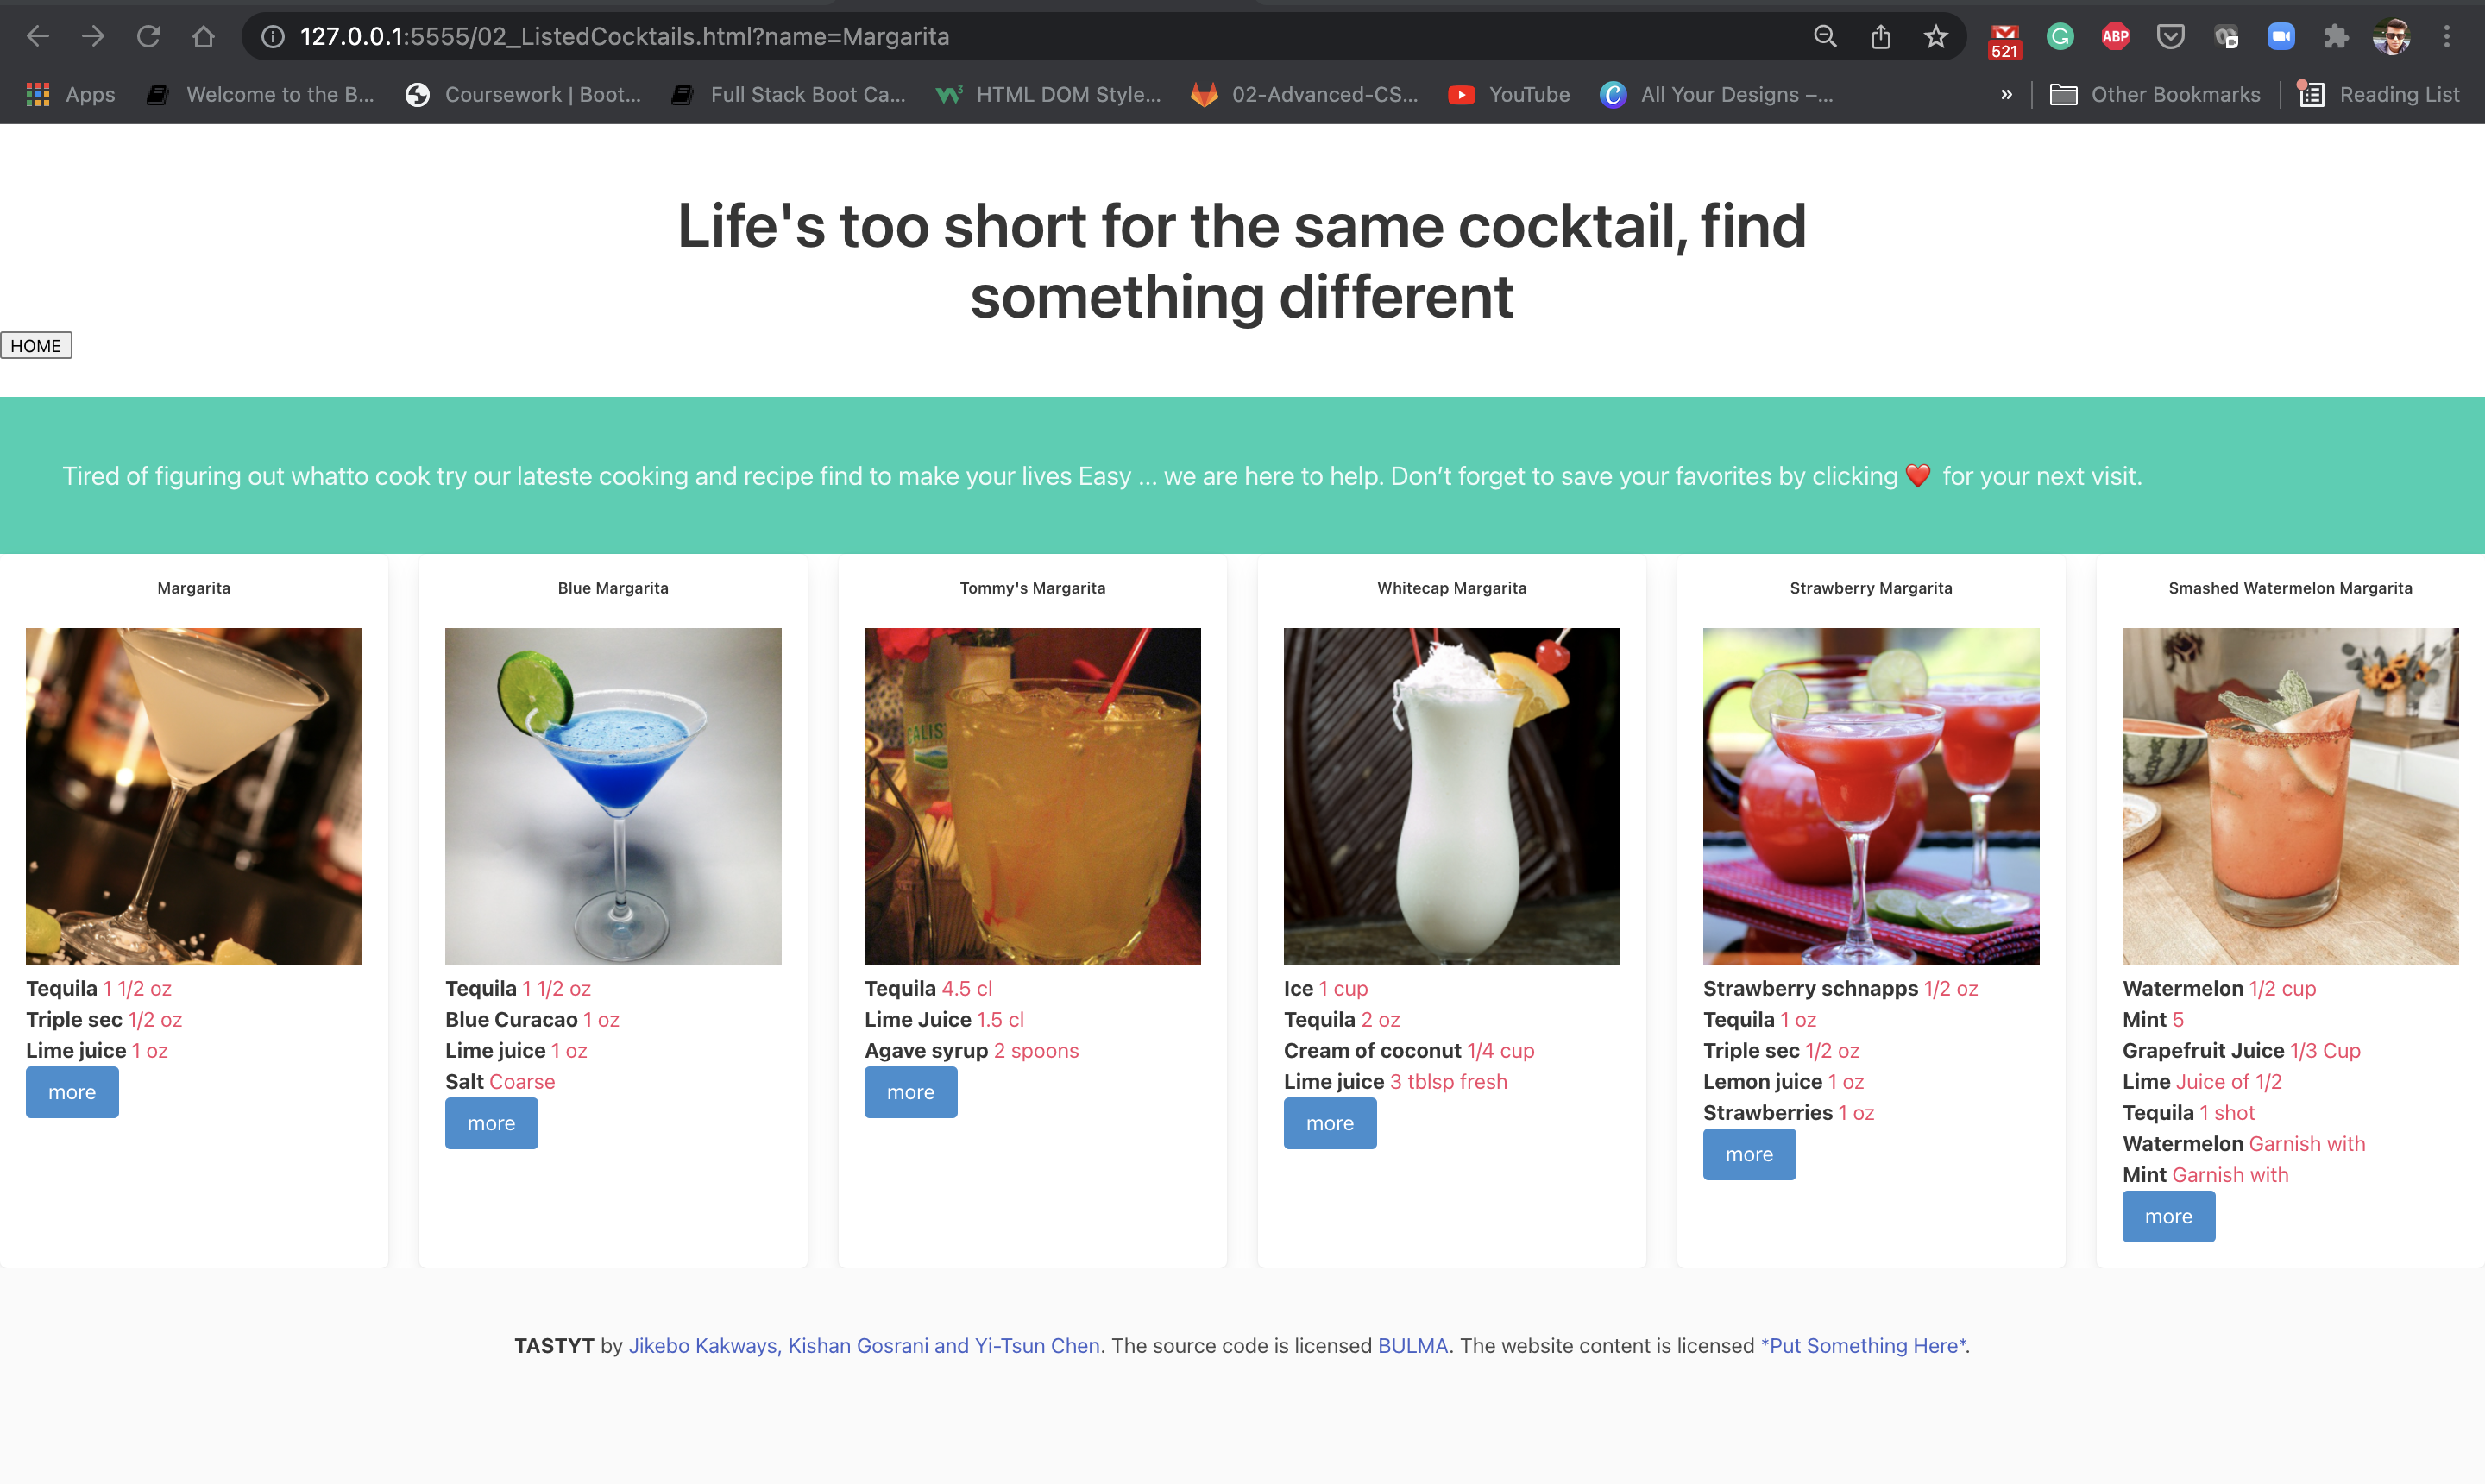 127.0.0.1:5555/02_ListedCocktails.html?name=Margarita
521
ABP
Apps
Welcome to the B...
Coursework | Boot...
Full Stack Boot Ca...
HTML DOM Style...
02-Advanced-CS...
YouTube
All Your Designs –...
»
Other Bookmarks
Reading List
Life's too short for the same cocktail, find
something different
HOME
Tired of figuring out whatto cook try our lateste cooking and recipe find to make your lives Easy ... we are here to help. Don’t forget to save your favorites by clicking ❤️ for your next visit.
Margarita
Tequila 1 1/2 oz
Triple sec 1/2 oz
Lime juice 1 oz
more
Blue Margarita
Tequila 1 1/2 oz
Blue Curacao 1 oz
Lime juice 1 oz
Salt Coarse
more
Tommy's Margarita
CALIS
Tequila 4.5 cl
Lime Juice 1.5 cl
Agave syrup 2 spoons
more
Whitecap Margarita
Ice 1 cup
Tequila 2 oz
Cream of coconut 1/4 cup
Lime juice 3 tblsp fresh
more
Strawberry Margarita
Strawberry schnapps 1/2 oz
Tequila 1 oz
Triple sec 1/2 oz
Lemon juice 1 oz
Strawberries 1 oz
more
Smashed Watermelon Margarita
Watermelon 1/2 cup
Mint 5
Grapefruit Juice 1/3 Cup
Lime Juice of 1/2
Tequila 1 shot
Watermelon Garnish with
Mint Garnish with
more
TASTYT by Jikebo Kakways, Kishan Gosrani and Yi-Tsun Chen. The source code is licensed BULMA. The website content is licensed *Put Something Here*.